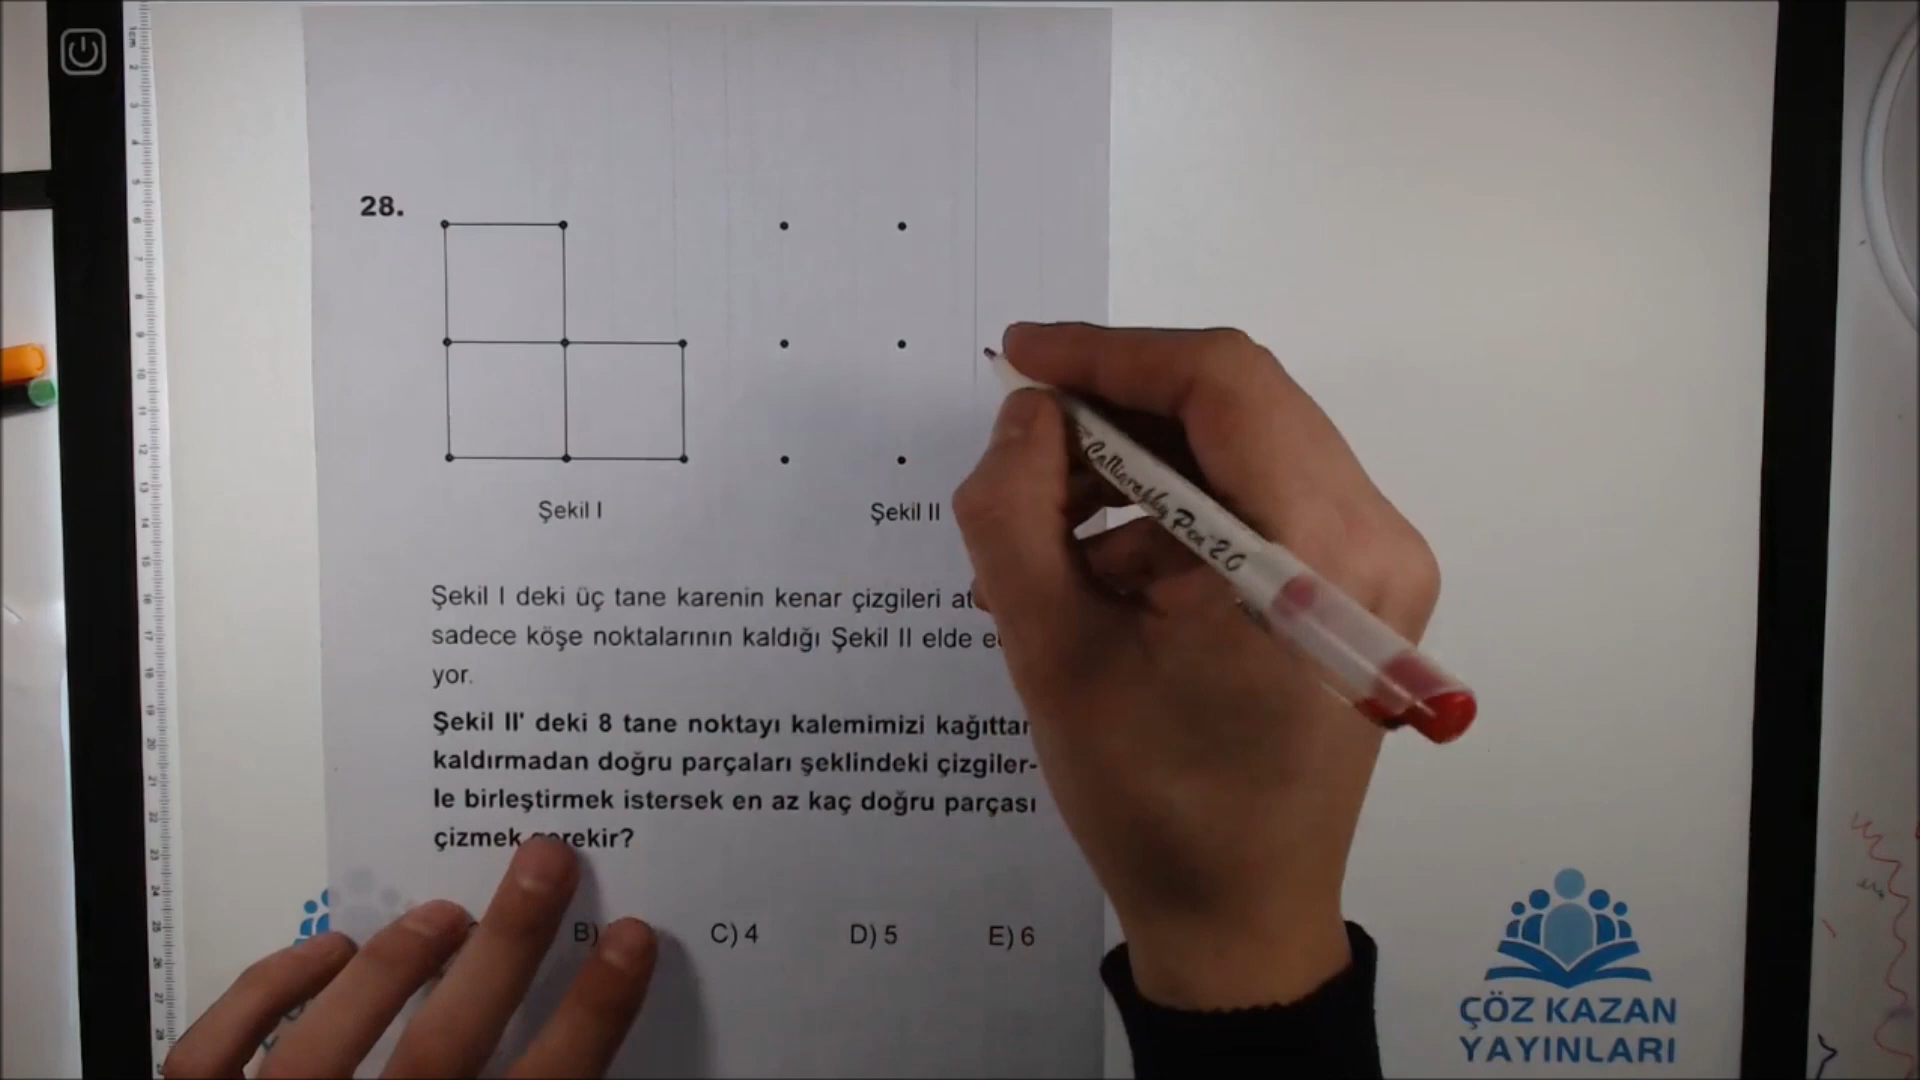 28.
Şekil I
Şekil II
Şekil I deki üç tane karenin kenar çizgileri
sadece köşe noktalarının kaldığı Şekil II elde
yor.
Şekil II' deki 8 tane noktayı kalemimizi
kaldırmadan doğru parçaları şeklindeki çizgiler-
le birleştirmek istersek en az kaç doğru parçası
çizmek gerekir?
B) C) 4 D) 5 E) 6
Calligraphy Pen 2.0
ÇÖZ KAZAN
YAYINLARI